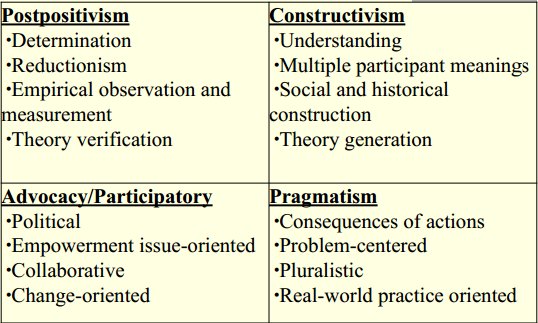 Postpositivism
·Determination
·Reductionism
·Empirical observation and
measurement
·Theory verification
Constructivism
·Understanding
·Multiple participant meanings
·Social and historical
construction
·Theory generation
Advocacy/Participatory
·Political
·Empowerment issue-oriented
·Collaborative
·Change-oriented
Pragmatism
·Consequences of actions
·Problem-centered
·Pluralistic
·Real-world practice oriented